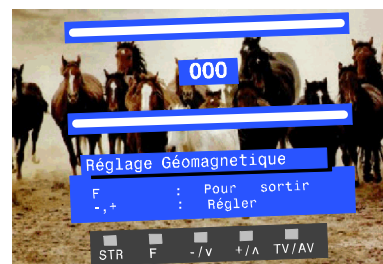 000
Réglage Géomagnetique
F : Pour sortir
-,+ : Régler
STR F -/v +/ʌ TV/AV